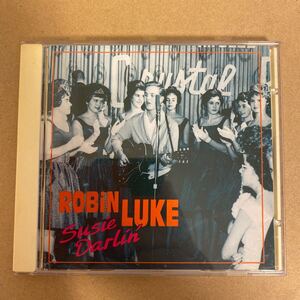 Crystal
ROBIN LUKE
Susie
Darlin'